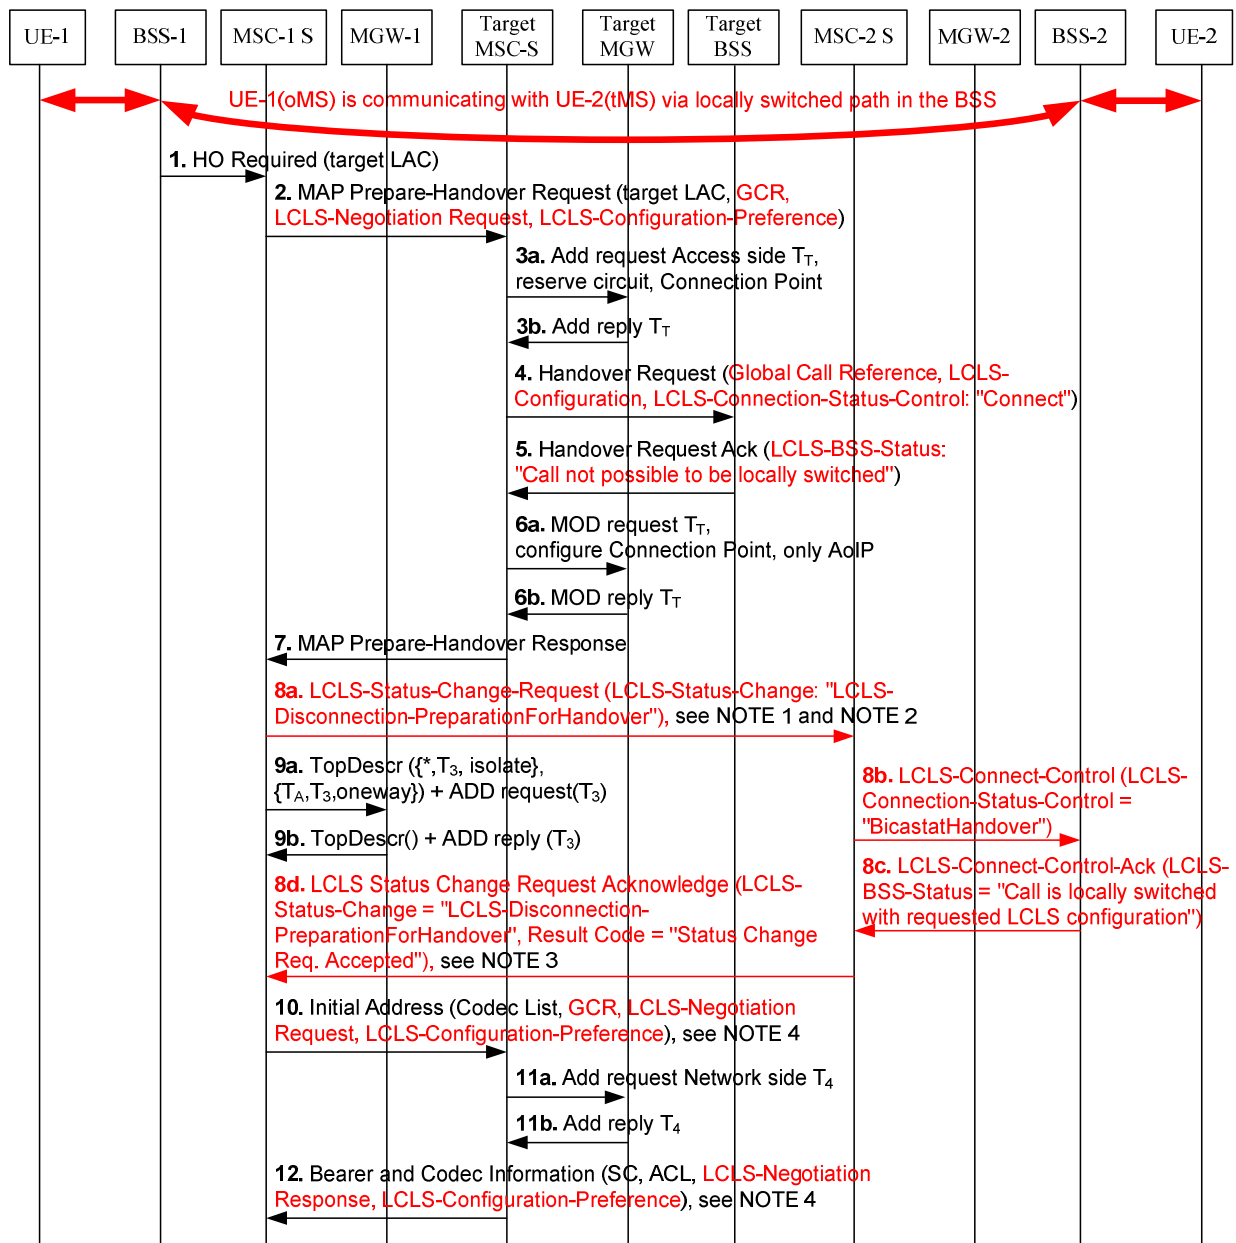 UE-1
BSS-1
MSC-1 S
MGW-1
Target
MSC-S
Target
MGW
Target
BSS
MSC-2 S
MGW-2
BSS-2
UE-2
UE-1(oMS) is communicating with UE-2(tMS) via locally switched path in the BSS
1. HO Required (target LAC)
2. MAP Prepare-Handover Request (target LAC, GCR,
LCLS-Negotiation Request, LCLS-Configuration-Preference)
3a. Add request Access side TT,
reserve circuit, Connection Point
3b. Add reply TT
4. Handover Request (Global Call Reference, LCLS-
Configuration, LCLS-Connection-Status-Control: "Connect")
5. Handover Request Ack (LCLS-BSS-Status:
"Call not possible to be locally switched")
6a. MOD request TT,
configure Connection Point, only AoIP
6b. MOD reply TT
7. MAP Prepare-Handover Response
8a. LCLS-Status-Change-Request (LCLS-Status-Change: "LCLS-
Disconnection-PreparationForHandover"), see NOTE 1 and NOTE 2
9a. TopDescr ({*,T3, isolate},
{TA,T3,oneway}) + ADD request(T3)
8b. LCLS-Connect-Control (LCLS-
Connection-Status-Control =
"BicastatHandover")
9b. TopDescr() + ADD reply (T3)
8c. LCLS-Connect-Control-Ack (LCLS-
BSS-Status = "Call is locally switched
with requested LCLS configuration")
8d. LCLS Status Change Request Acknowledge (LCLS-
Status-Change = "LCLS-Disconnection-
PreparationForHandover", Result Code = "Status Change
Req. Accepted"), see NOTE 3
10. Initial Address (Codec List, GCR, LCLS-Negotiation
Request, LCLS-Configuration-Preference), see NOTE 4
11a. Add request Network side T4
11b. Add reply T4
12. Bearer and Codec Information (SC, ACL, LCLS-Negotiation
Response, LCLS-Configuration-Preference), see NOTE 4